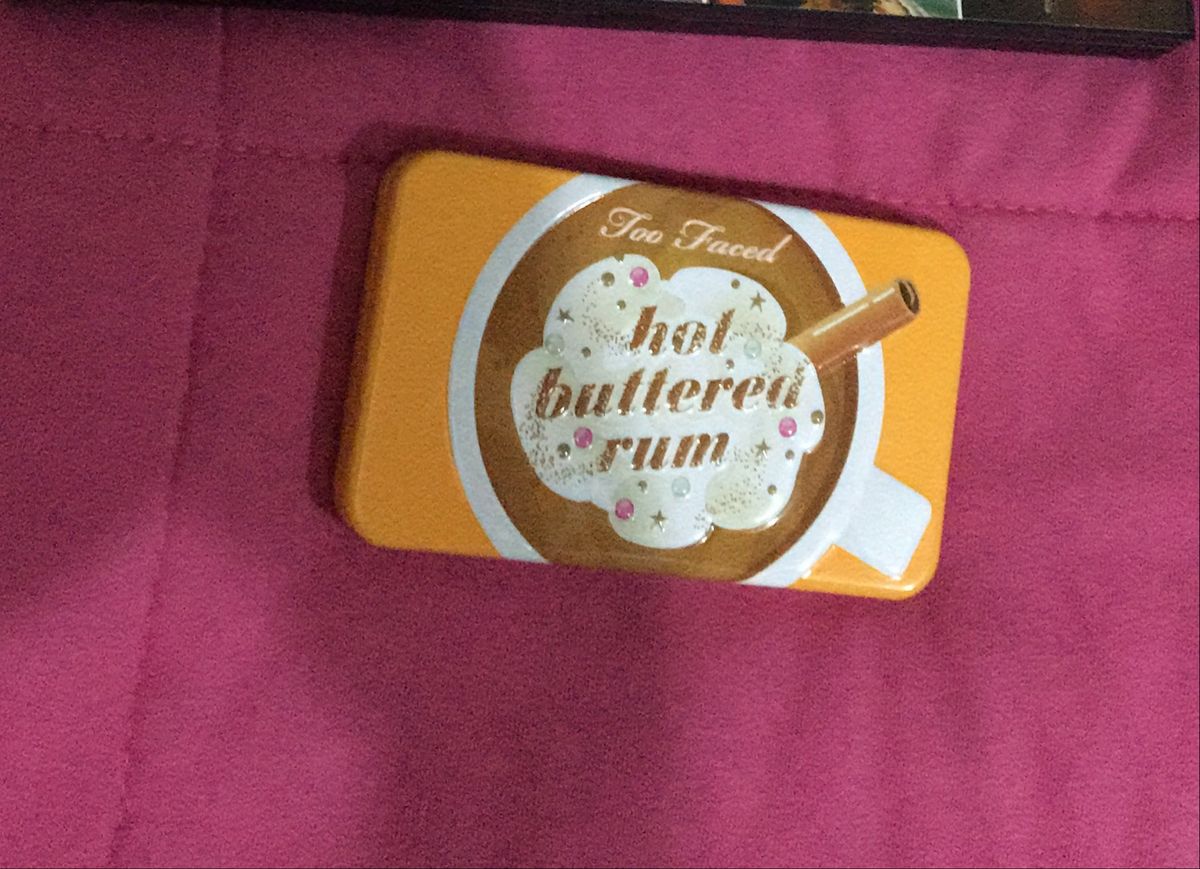 Too Faced
hot
buttered
rum